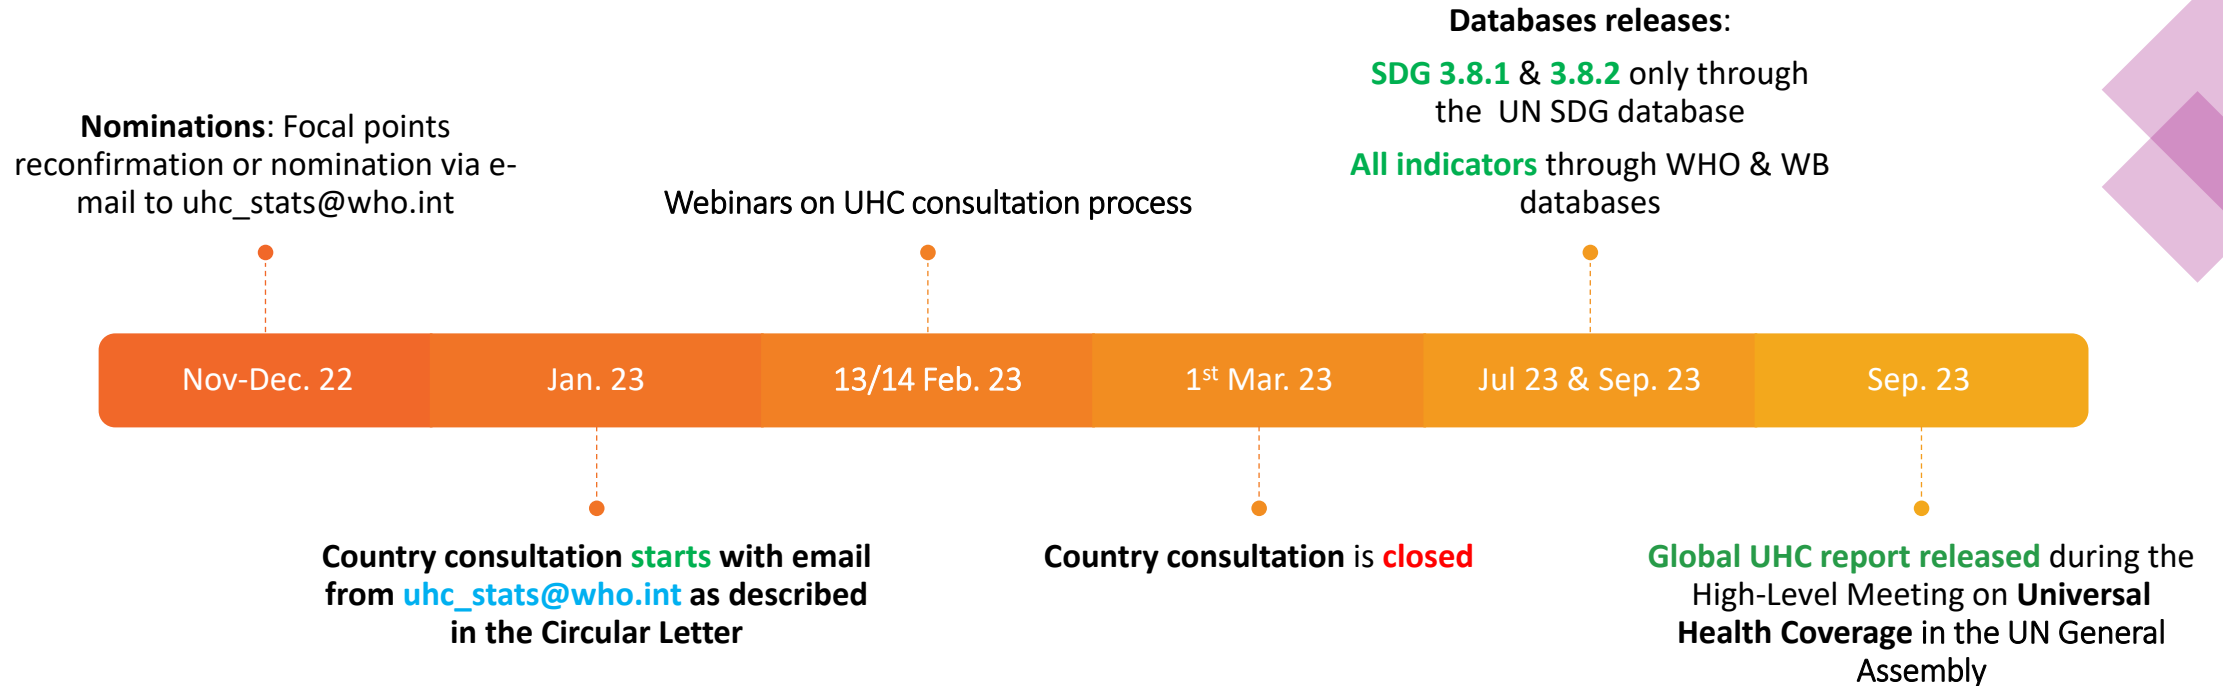 Databases releases:
SDG 3.8.1 & 3.8.2 only through
the UN SDG database
All indicators through WHO & WB
databases
Nominations: Focal points
reconfirmation or nomination via e-
mail to uhc_stats@who.int
Webinars on UHC consultation process
Nov-Dec. 22
Jan. 23
13/14 Feb. 23
1st Mar. 23
Jul 23 & Sep. 23
Sep. 23
Country consultation starts with email
from uhc_stats@who.int as described
in the Circular Letter
Country consultation is closed
Global UHC report released during the
High-Level Meeting on Universal
Health Coverage in the UN General
Assembly